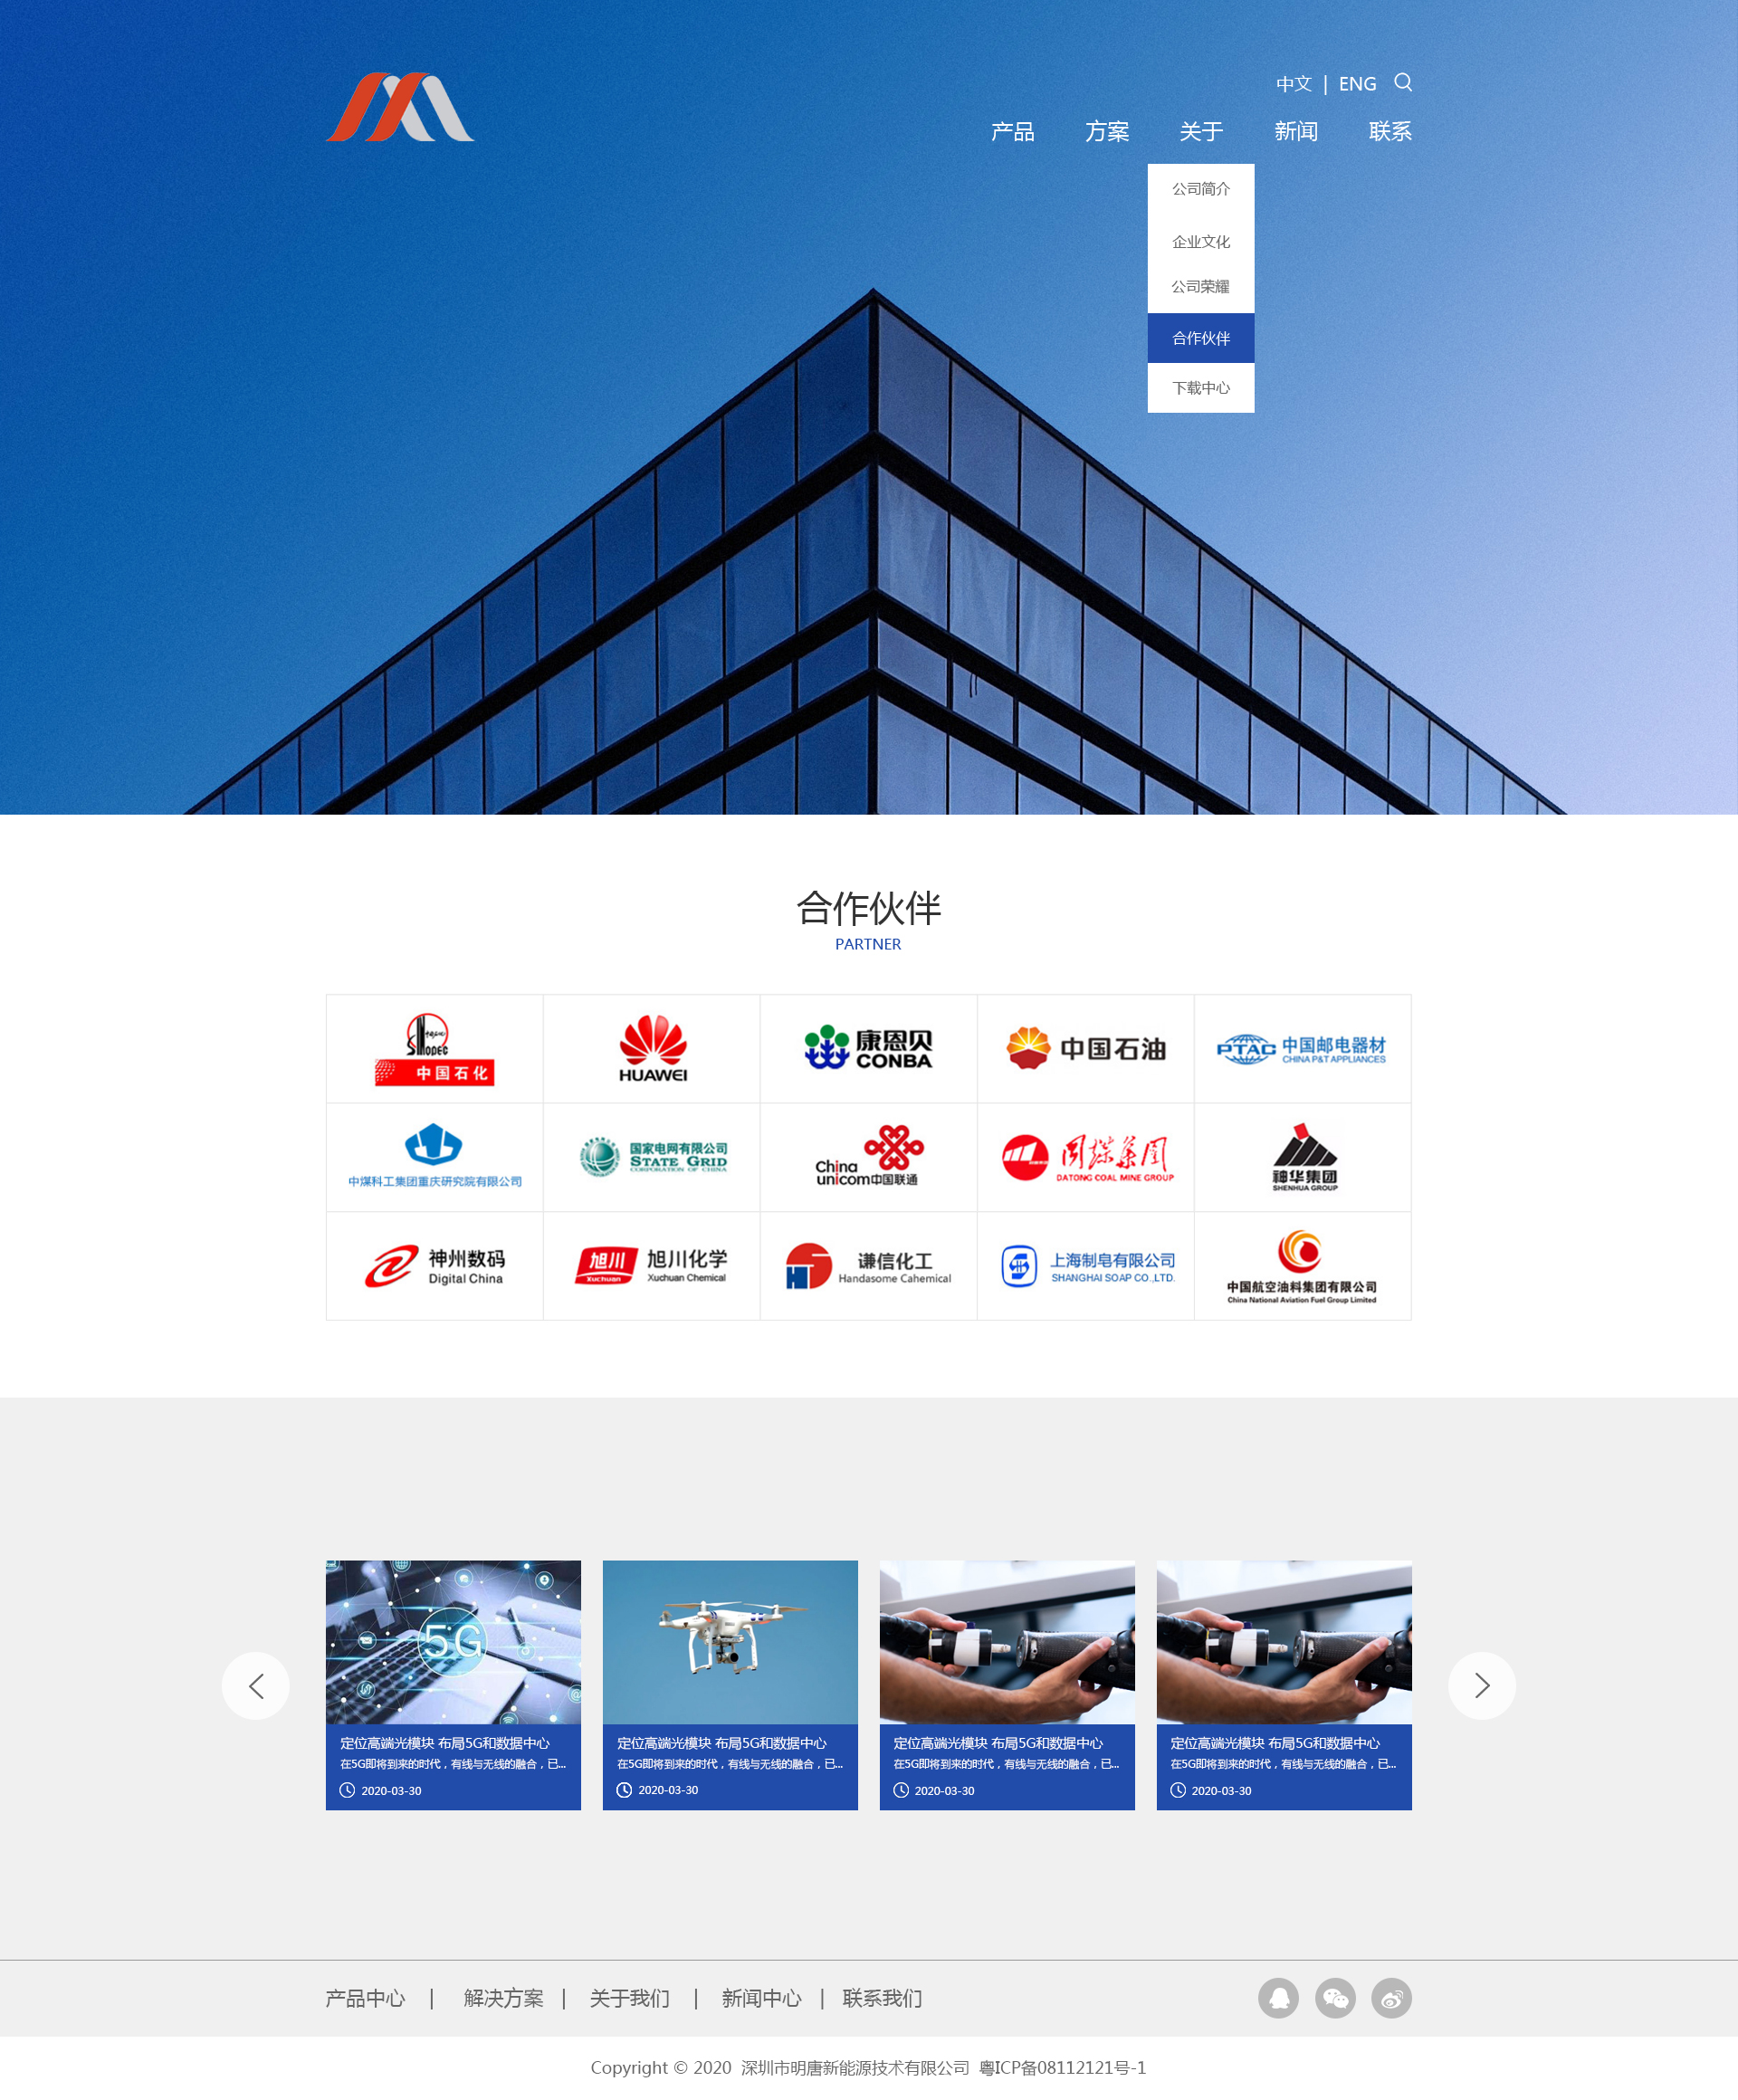 中文 | ENG
产品 方案 关于 新闻 联系
公司简介
企业文化
公司荣耀
合作伙伴
下载中心
合作伙伴
PARTNER
SINOPEC
中国石化
HUAWEI
康恩贝
CONBA
中国石油
PTAC 中国邮电器材
CHINA P&T APPLIANCES
中煤科工集团重庆研究院有限公司
国家电网有限公司
STATE GRID
CORPORATION OF CHINA
China
unicom中国联通
同煤集团
DATONG COAL MINE GROUP
神华集团
SHENHUA GROUP
神州数码
Digital China
旭川
Xuchuan
旭川化学
Xuchuan Chemical
谦信化工
Handasome Cahemical
上海制皂有限公司
SHANGHAI SOAP CO.,LTD.
中国航空油料集团有限公司
China National Aviation Fuel Group Limited
5G
定位高端光模块 布局5G和数据中心
在5G即将到来的时代，有线与无线的融合，已...
2020-03-30
定位高端光模块 布局5G和数据中心
在5G即将到来的时代，有线与无线的融合，已...
2020-03-30
定位高端光模块 布局5G和数据中心
在5G即将到来的时代，有线与无线的融合，已...
2020-03-30
定位高端光模块 布局5G和数据中心
在5G即将到来的时代，有线与无线的融合，已...
2020-03-30
产品中心 | 解决方案 | 关于我们 | 新闻中心 | 联系我们
Copyright © 2020 深圳市明唐新能源技术有限公司 粤ICP备08112121号-1